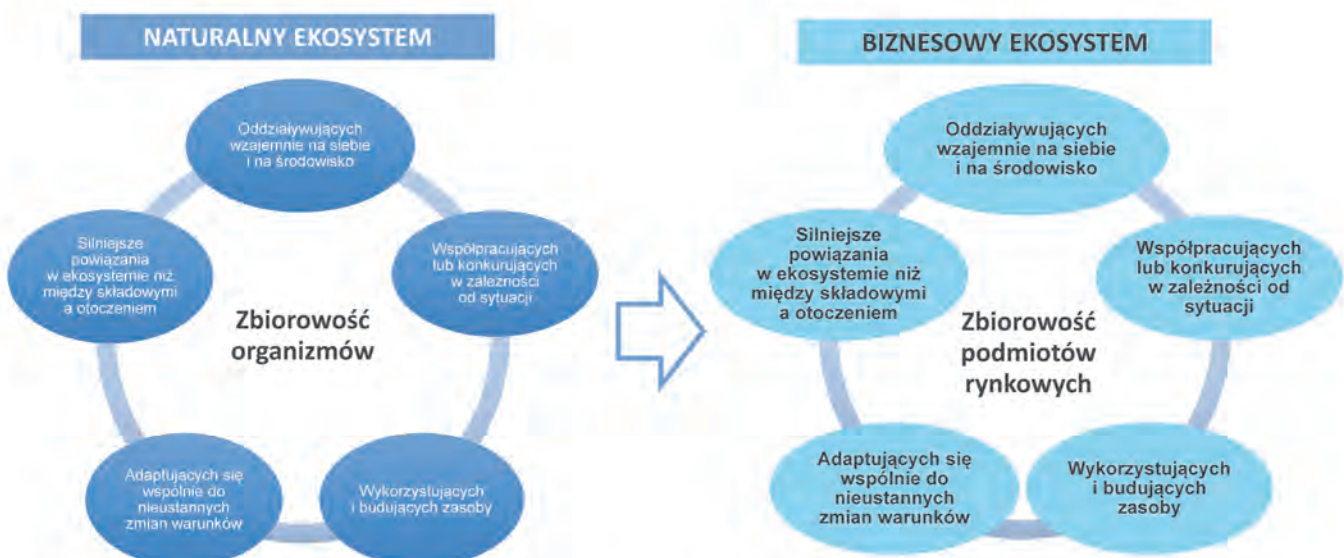 NATURALNY EKOSYSTEM
Oddziaływujących
wzajemnie na siebie
i na środowisko
Silniejsze
powiązania
w ekosystemie niż
między składowymi
a otoczeniem
Współpracujących
lub konkurujących
w zależności
od sytuacji
Zbiorowość
organizmów
Adaptujących się
wspólnie do
nieustannych
zmian warunków
Wykorzystujących
i budujących zasoby
BIZNESOWY EKOSYSTEM
Oddziaływujących
wzajemnie na siebie
i na środowisko
Silniejsze
powiązania
w ekosystemie niż
między składowymi
a otoczeniem
Współpracujących
lub konkurujących
w zależności od
sytuacji
Zbiorowość
podmiotów
rynkowych
Adaptujących się
wspólnie do
nieustannych
zmian warunków
Wykorzystujących
i budujących
zasoby